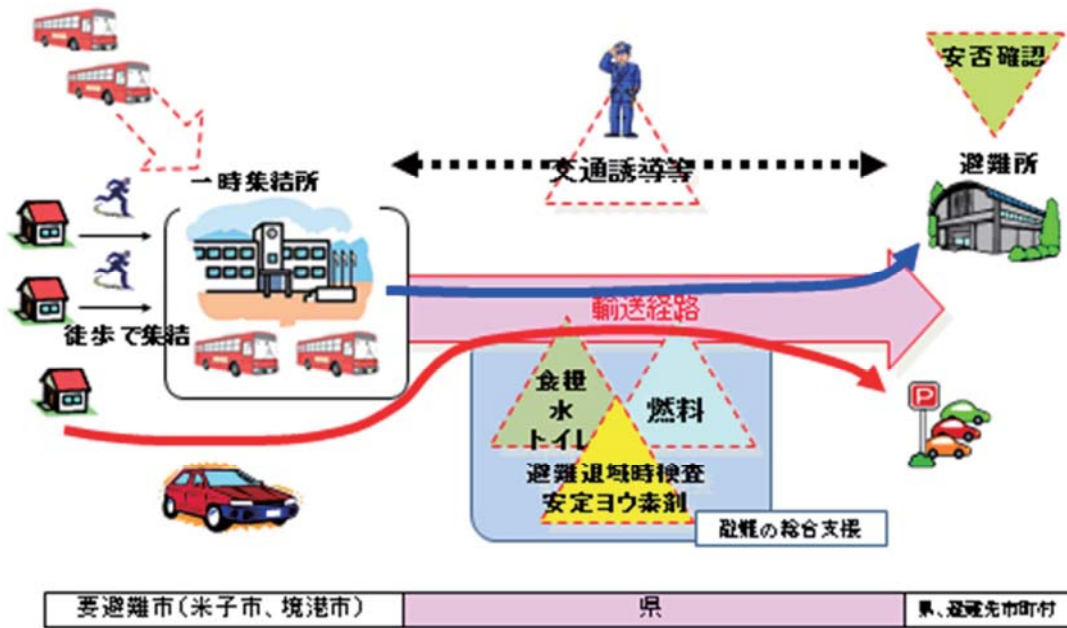 安否確認
交通誘導等
避難所
一時集結所
徒歩で集結
輸送経路
P
食糧
水
トイレ
燃料
避難退域時検査
安定ヨウ素剤
避難の総合支援
要避難市(米子市、境港市)
県
県、避難先市町村